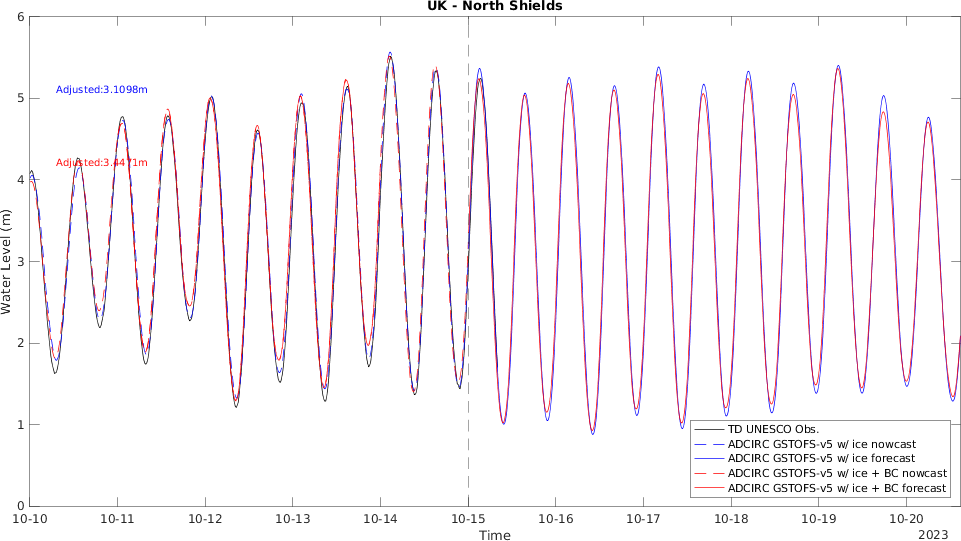 UK - North Shields
6
5
4
3
2
1
0
Water Level (m)
Adjusted:3.1098m
Adjusted:3.4471m
TD UNESCO Obs.
ADCIRC GSTOFS-v5 w/ ice nowcast
ADCIRC GSTOFS-v5 w/ ice forecast
ADCIRC GSTOFS-v5 w/ ice + BC nowcast
ADCIRC GSTOFS-v5 w/ ice + BC forecast
10-10 10-11 10-12 10-13 10-14 10-15 10-16 10-17 10-18 10-19 10-20
Time
2023